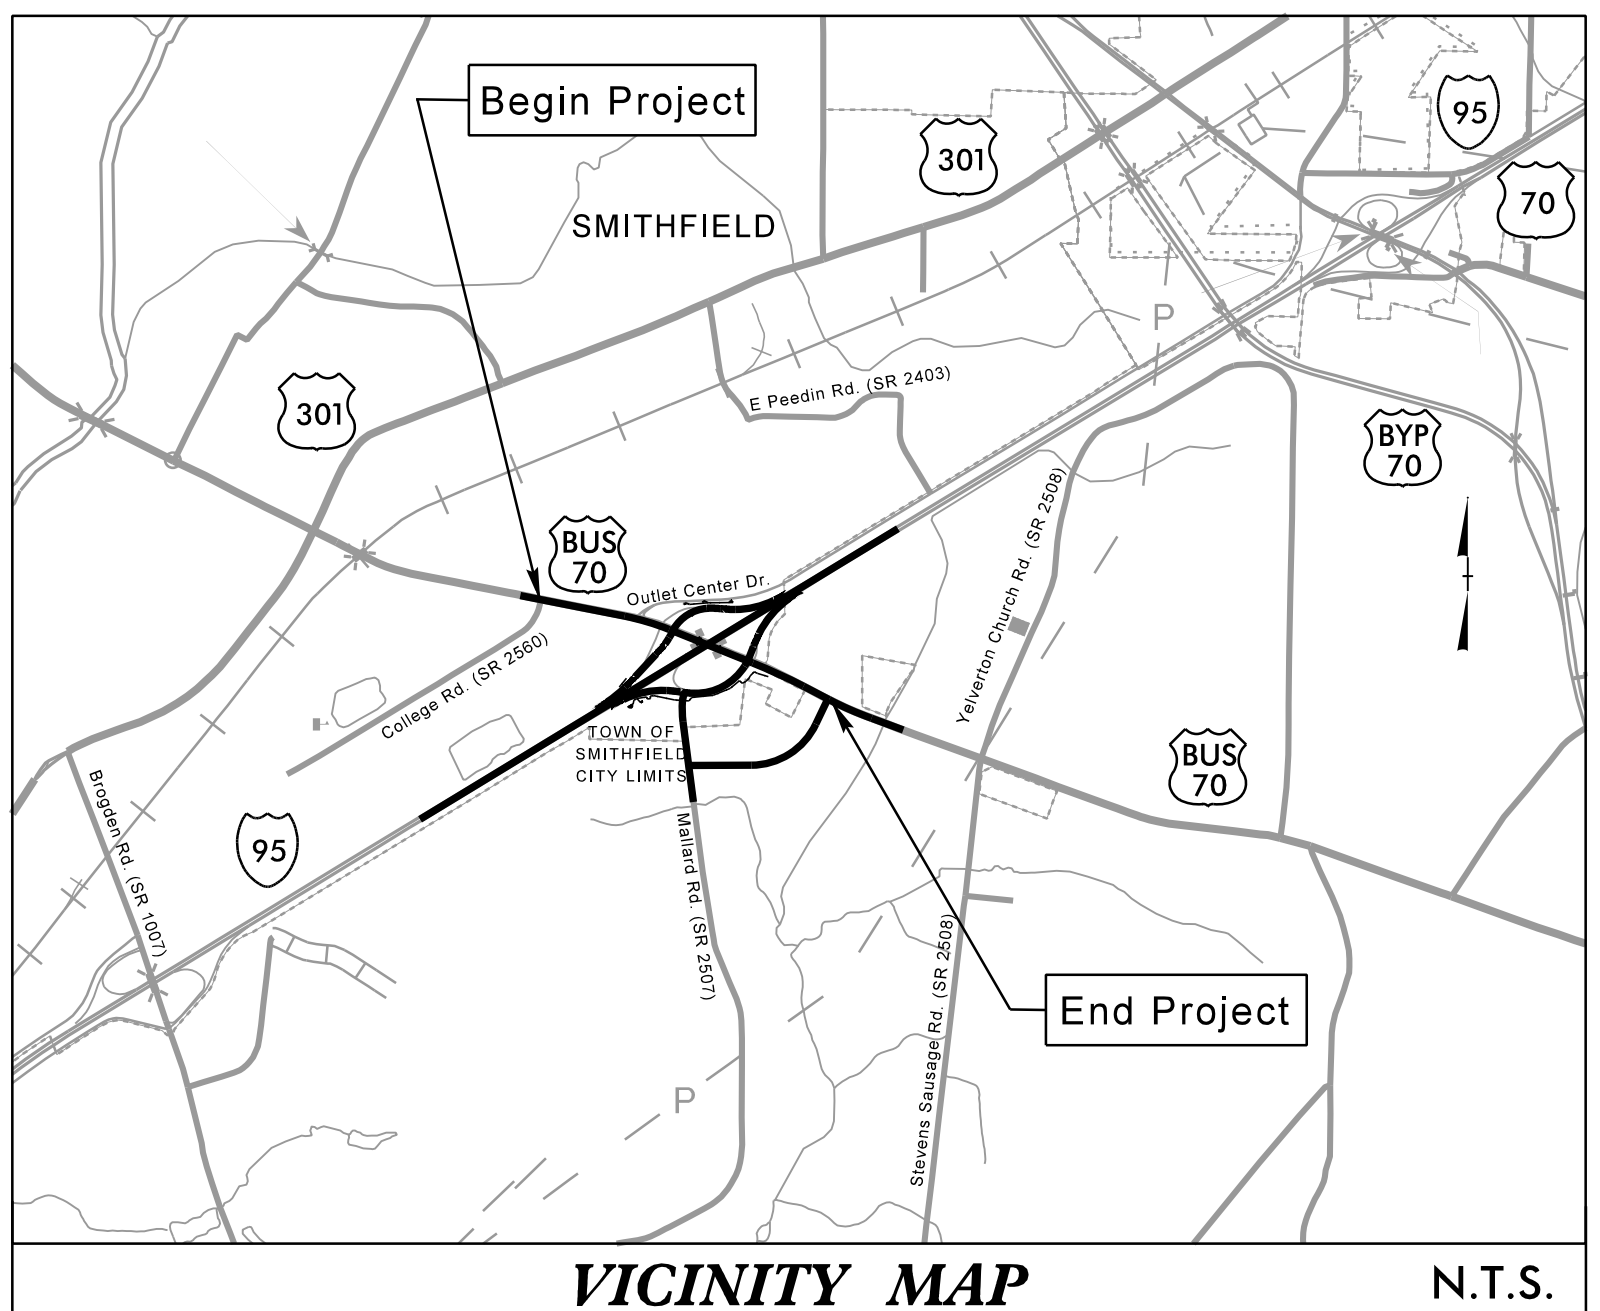 Begin Project
95
301
70
SMITHFIELD
P
E Peedin Rd. (SR 2403)
301
BYP
70
BUS
70
Outlet Center Dr.
Yelverton Church Rd. (SR 2508)
College Rd. (SR 2560)
TOWN OF
SMITHFIELD
CITY LIMITS
BUS
70
Brogden Rd. (SR 1007)
95
Mallard Rd. (SR 2507)
Stevens Sausage Rd. (SR 2508)
End Project
P
VICINITY MAP
N.T.S.